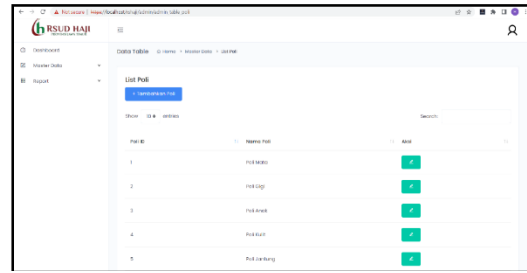 Not secure
RSUD HAJI
Dashboard
Master Data
Report
Data Table Home > Master Data > List Poli
List Poli
+ Tambahkan Poli
Show 10 entries
Search:
Poli ID Nama Poli Aksi
1 Poli Mata
2 Poli Gigi
3 Poli Anak
4 Poli Kulit
5 Poli Jantung